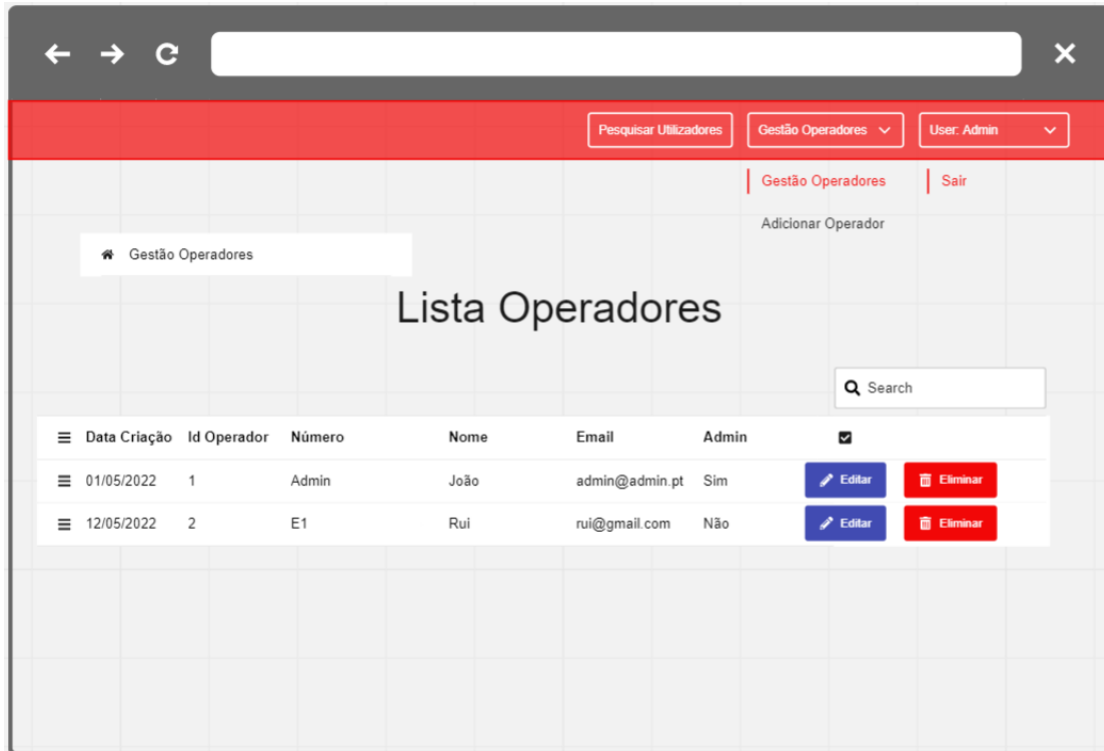 Pesquisar Utilizadores Gestão Operadores User: Admin
Gestão Operadores Sair
Adicionar Operador
Gestão Operadores
Lista Operadores
Search
Data Criação Id Operador Número Nome Email Admin
01/05/2022 1 Admin João admin@admin.pt Sim Editar Eliminar
12/05/2022 2 E1 Rui rui@gmail.com Não Editar Eliminar